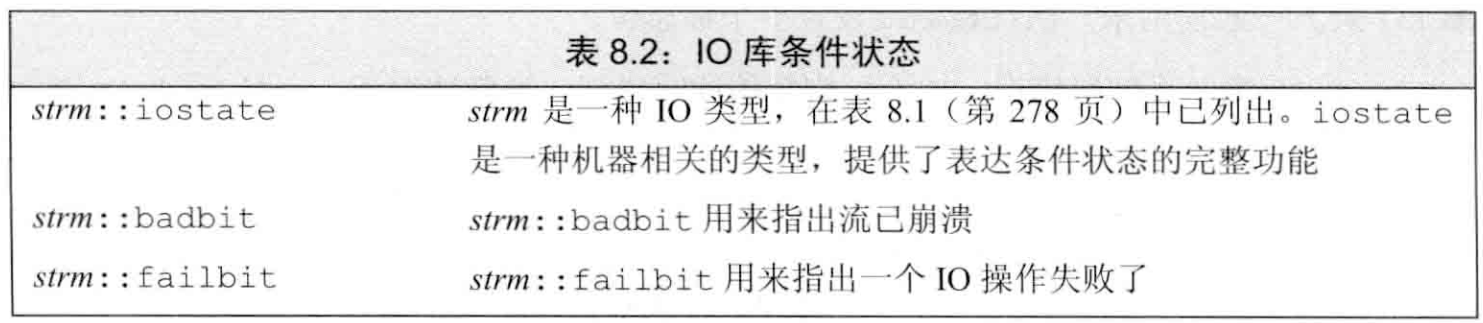 表 8.2：IO 库条件状态
strm::iostate strm 是一种 IO 类型，在表 8.1（第 278 页）中已列出。iostate
是一种机器相关的类型，提供了表达条件状态的完整功能
strm::badbit strm::badbit 用来指出流已崩溃
strm::failbit strm::failbit 用来指出一个 IO 操作失败了